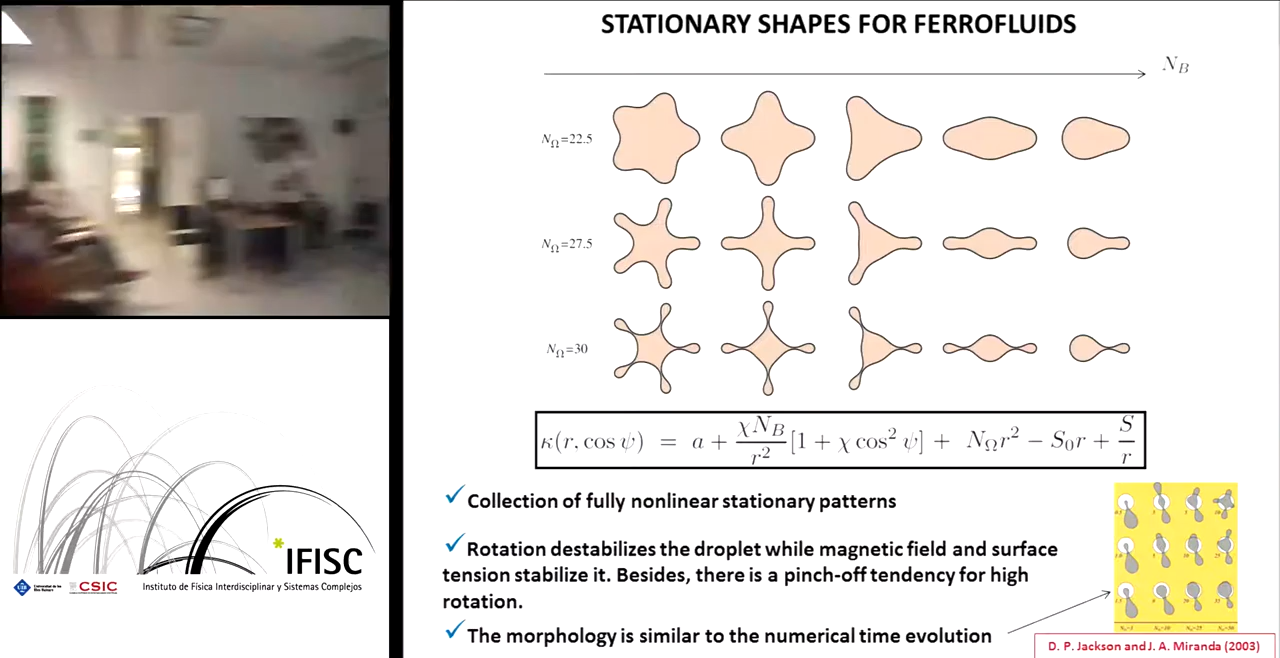 STATIONARY SHAPES FOR FERROFLUIDS
N_B
N_Ω=22.5
N_Ω=27.5
N_Ω=30
κ(r, cos ψ) = a + χN_B/r² [1 + χ cos² ψ] + N_Ω r² − S₀r + S/r
✓Collection of fully nonlinear stationary patterns
✓Rotation destabilizes the droplet while magnetic field and surface
tension stabilize it. Besides, there is a pinch-off tendency for high
rotation.
✓The morphology is similar to the numerical time evolution
D. P. Jackson and J. A. Miranda (2003)
*IFISC
CSIC
Instituto de Física Interdisciplinar y Sistemas Complejos